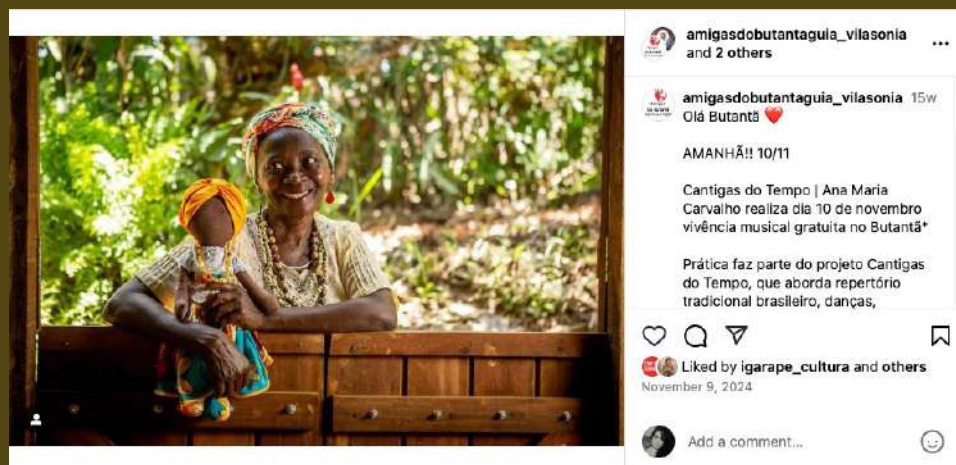 amigasdobutantaguia_vilasonia
and 2 others
amigasdobutantaguia_vilasonia 15w
Olá Butantã ❤️
AMANHÃ!! 10/11
Cantigas do Tempo | Ana Maria
Carvalho realiza dia 10 de novembro
vivência musical gratuita no Butantã*
Prática faz parte do projeto Cantigas
do Tempo, que aborda repertório
tradicional brasileiro, danças,
Liked by igarape_cultura and others
November 9, 2024
Add a comment...